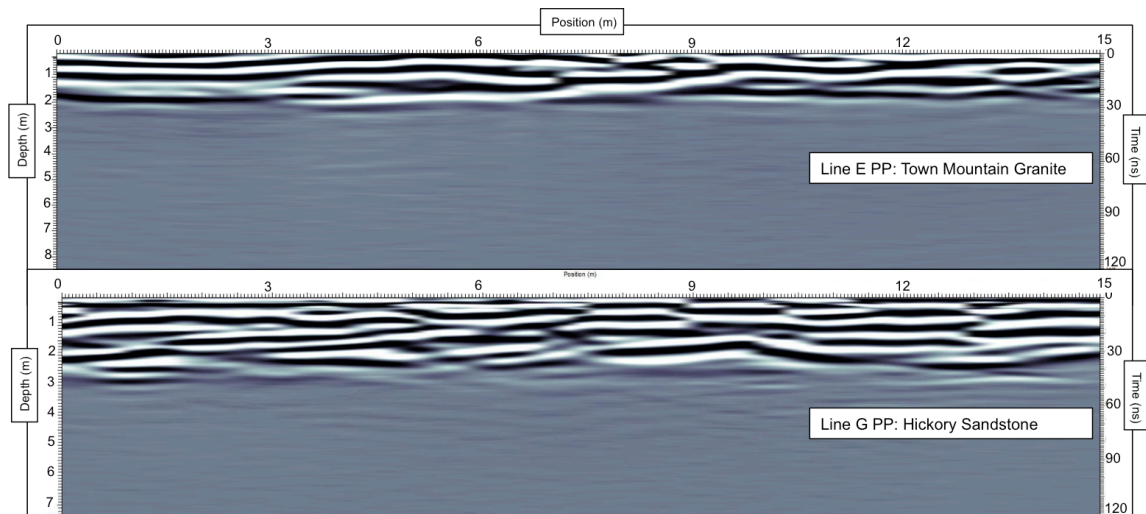 Position (m)
0 3 6 9 12 15
0
1
2
3
4
5
6
7
8
Depth (m)
30
60
90
120
Time (ns)
Line E PP: Town Mountain Granite
Position (m)
0 3 6 9 12 15
0
1
2
3
4
5
6
7
Depth (m)
30
60
90
120
Time (ns)
Line G PP: Hickory Sandstone